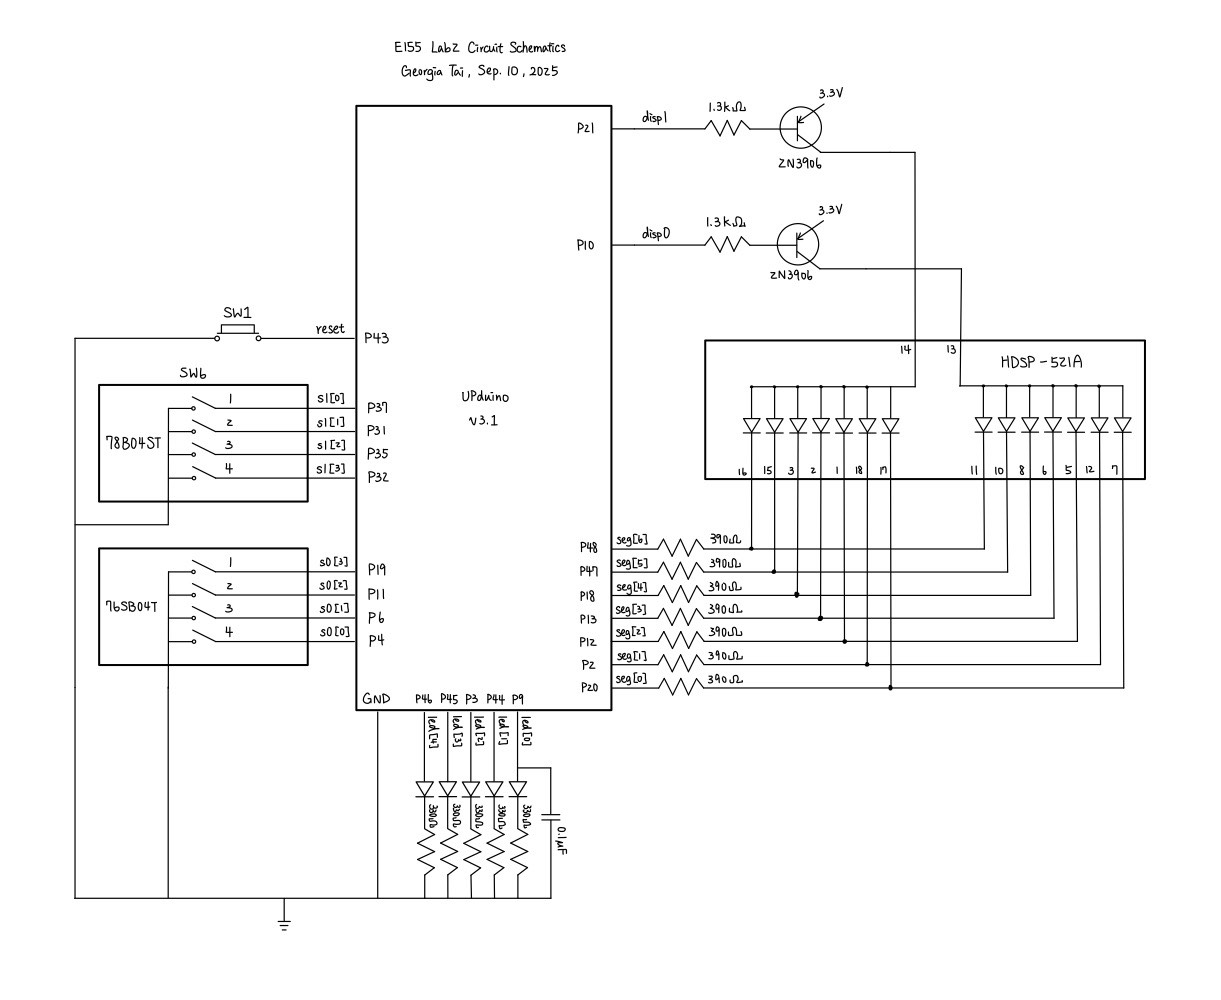 E155 Lab2 Circuit Schematics
Georgia Tai, Sep. 10, 2025
3.3V
1.3kΩ
P21
disp1
2N3906
3.3V
1.3kΩ
P10
disp0
2N3906
SW1
reset
P43
14
13
HDSP-521A
SW6
78B04ST
1
s1[0]
P37
2
s1[1]
P31
3
s1[2]
P35
4
s1[3]
P32
UPduino
v3.1
16
15
3
2
1
18
17
11
10
8
6
5
12
7
76SB04T
1
s0[3]
P19
2
s0[2]
P11
3
s0[1]
P6
4
s0[0]
P4
P48
seg[6]
390Ω
P47
seg[5]
390Ω
P18
seg[4]
390Ω
P13
seg[3]
390Ω
P12
seg[2]
390Ω
P2
seg[1]
390Ω
P20
seg[0]
390Ω
GND
P46
P45
P3
P44
P9
led[4]
led[3]
led[2]
led[1]
led[0]
330Ω
330Ω
330Ω
330Ω
330Ω
0.1µF